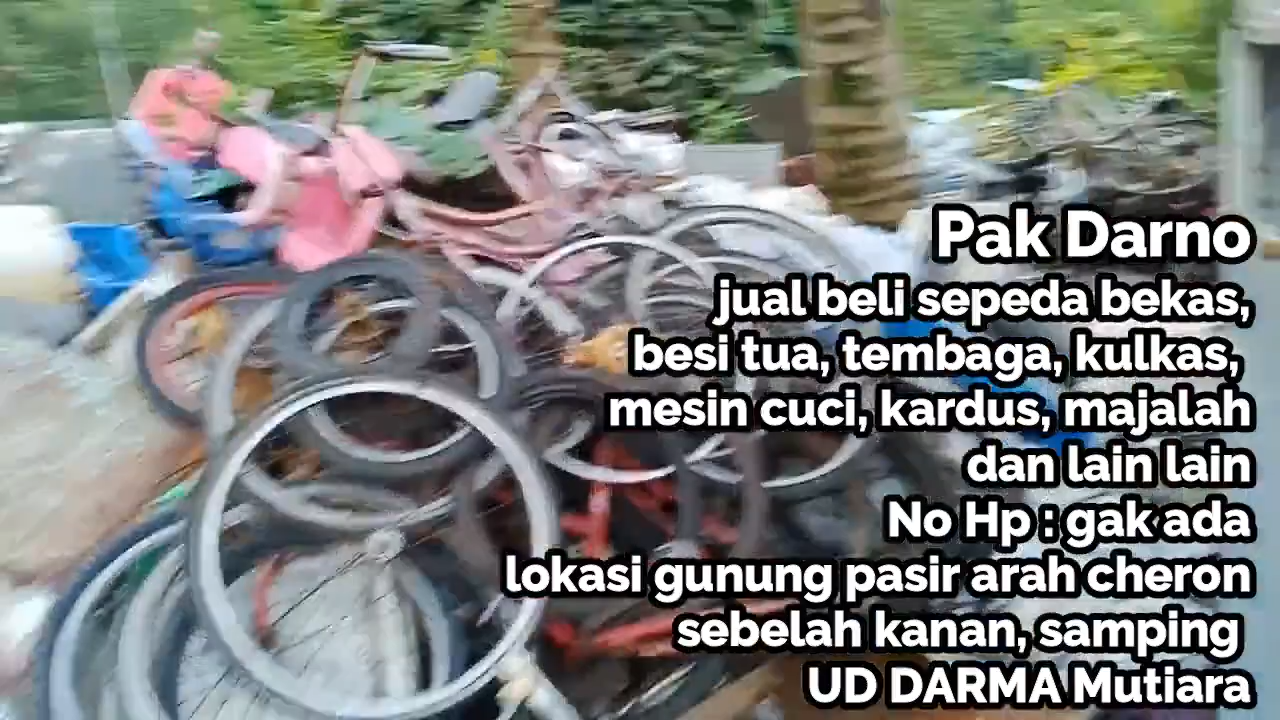 Pak Darno
jual beli sepeda bekas,
besi tua, tembaga, kulkas,
mesin cuci, kardus, majalah
dan lain lain
No Hp : gak ada
lokasi gunung pasir arah cheron
sebelah kanan, samping
UD DARMA Mutiara